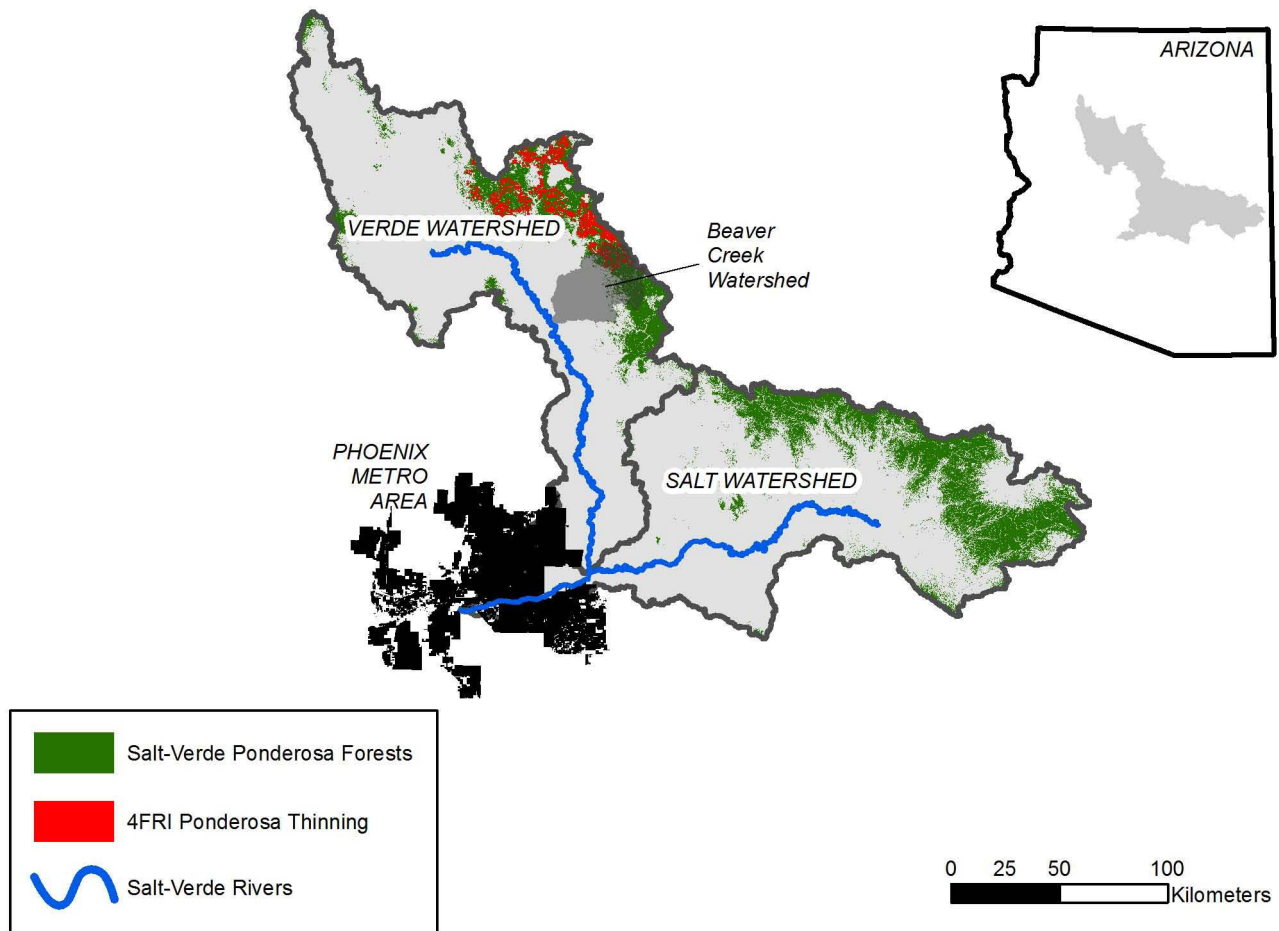 ARIZONA
VERDE WATERSHED
Beaver
Creek
Watershed
PHOENIX
METRO
AREA
SALT WATERSHED
Salt-Verde Ponderosa Forests
4FRI Ponderosa Thinning
Salt-Verde Rivers
0 25 50 100
Kilometers